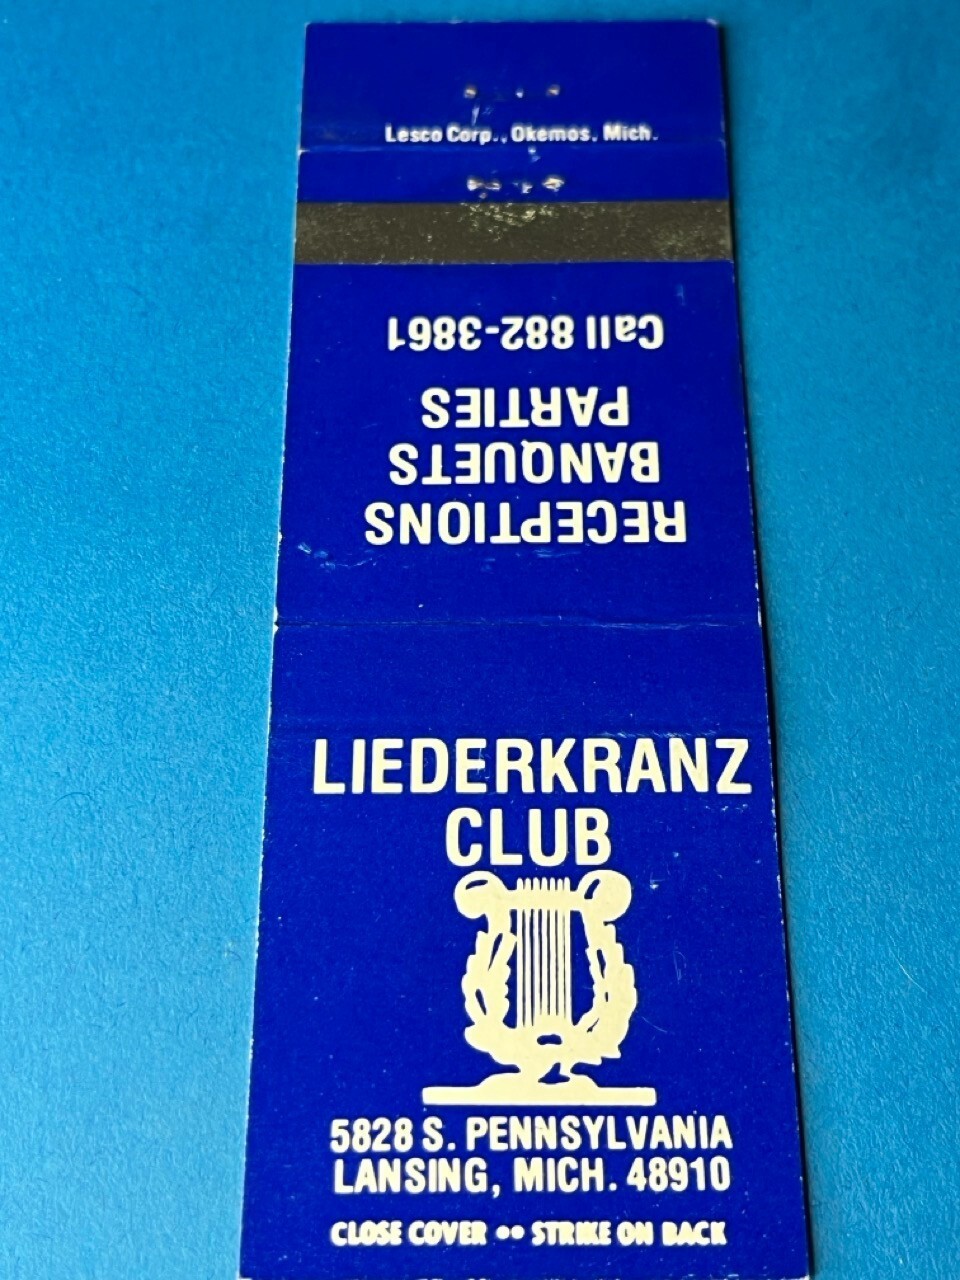 Lesco Corp., Okemos, Mich.
RECEPTIONS
BANQUETS
PARTIES
Call 882-3861
LIEDERKRANZ
CLUB
5828 S. PENNSYLVANIA
LANSING, MICH. 48910
CLOSE COVER •• STRIKE ON BACK